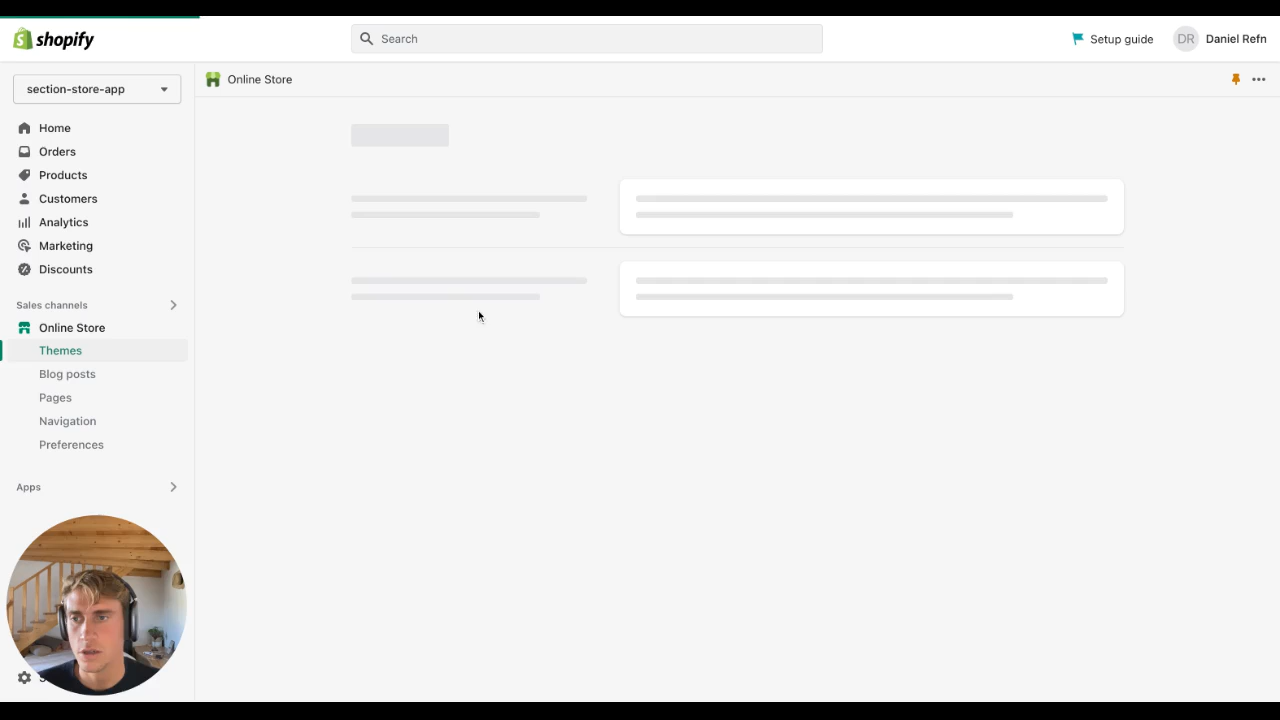 shopify
Search
Setup guide
DR
Daniel Refn
section-store-app
Online Store
Home
Orders
Products
Customers
Analytics
Marketing
Discounts
Sales channels
Online Store
Themes
Blog posts
Pages
Navigation
Preferences
Apps